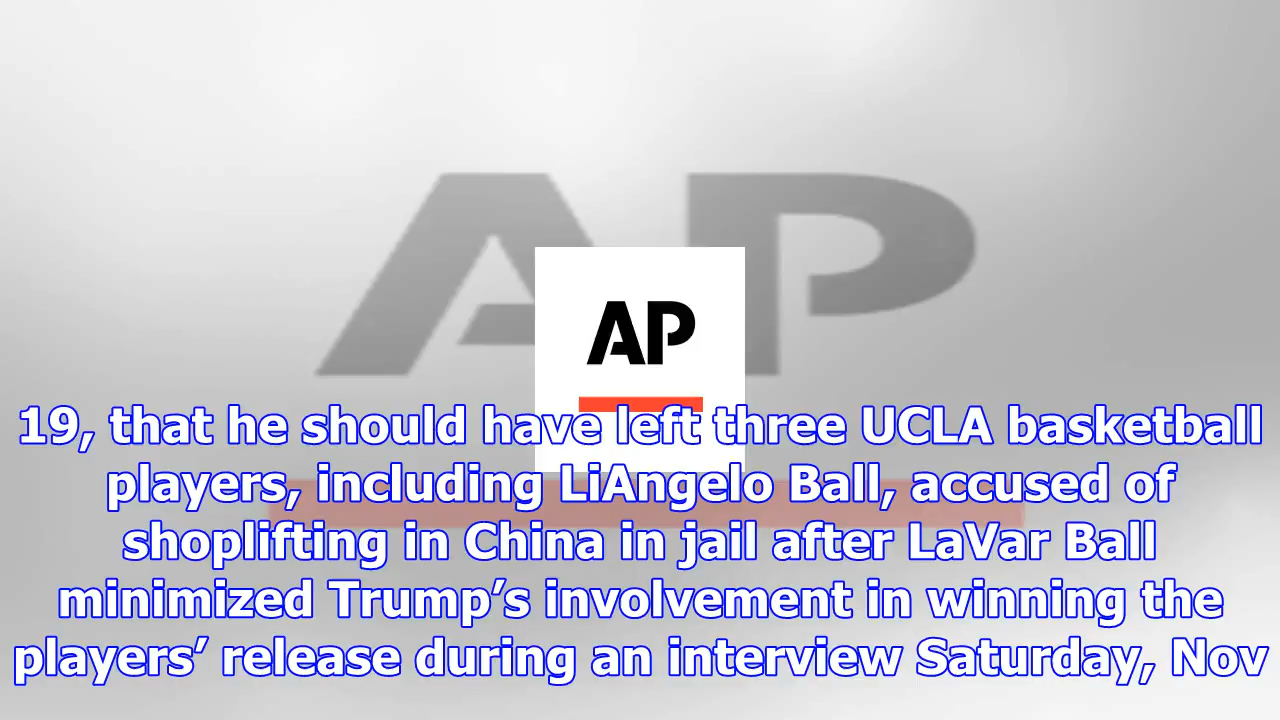 AP
AP
19, that he should have left three UCLA basketball
players, including LiAngelo Ball, accused of
shoplifting in China in jail after LaVar Ball
minimized Trump’s involvement in winning the
players’ release during an interview Saturday, Nov